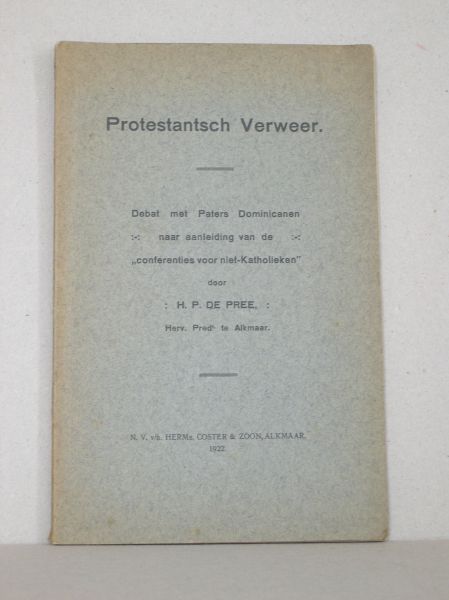 Protestantsch Verweer.
Debat met Paters Dominicanen
:-: naar aanleiding van de :-:
„conferenties voor niet-Katholieken"
door
: H. P. DE PREE, :
Herv. Predt te Alkmaar.
N. V. v/h. HERMs. COSTER & ZOON, ALKMAAR.
1922